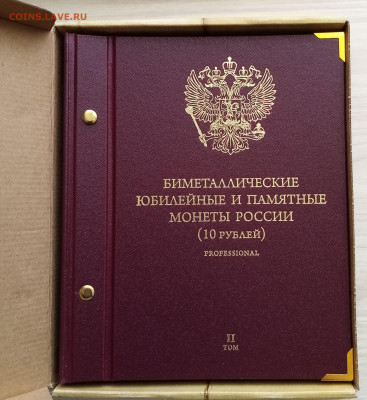 COINS.LAVE.RU
БИМЕТАЛЛИЧЕСКИЕ
ЮБИЛЕЙНЫЕ И ПАМЯТНЫЕ
МОНЕТЫ РОССИИ
(10 РУБЛЕЙ)
PROFESSIONAL
II
ТОМ